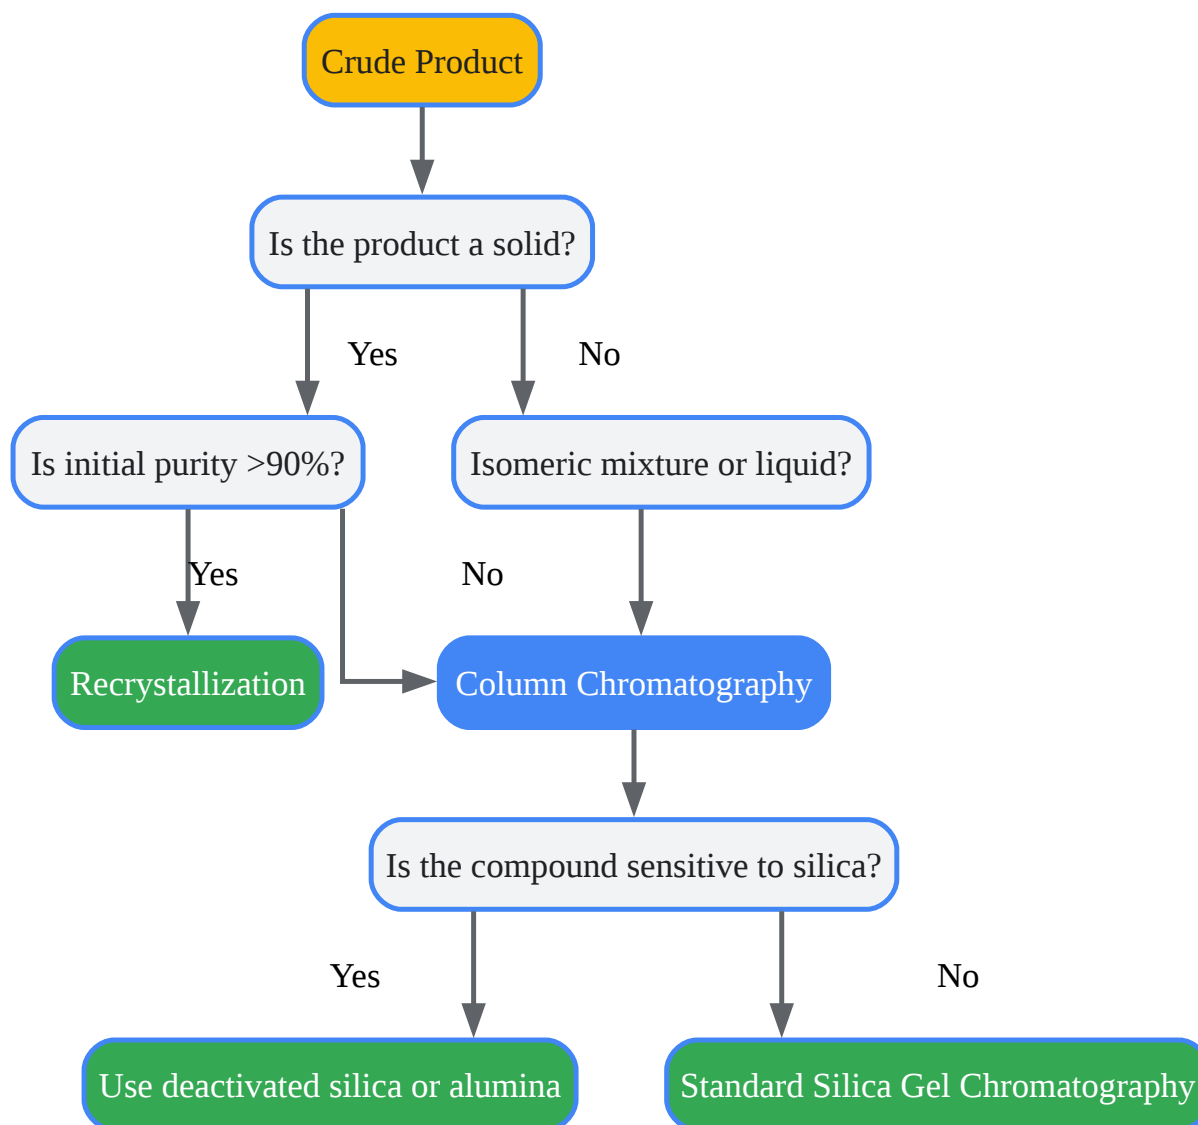 Crude Product
Is the product a solid?
Yes
No
Is initial purity >90%?
Isomeric mixture or liquid?
Yes
No
Recrystallization
Column Chromatography
Is the compound sensitive to silica?
Yes
No
Use deactivated silica or alumina
Standard Silica Gel Chromatography